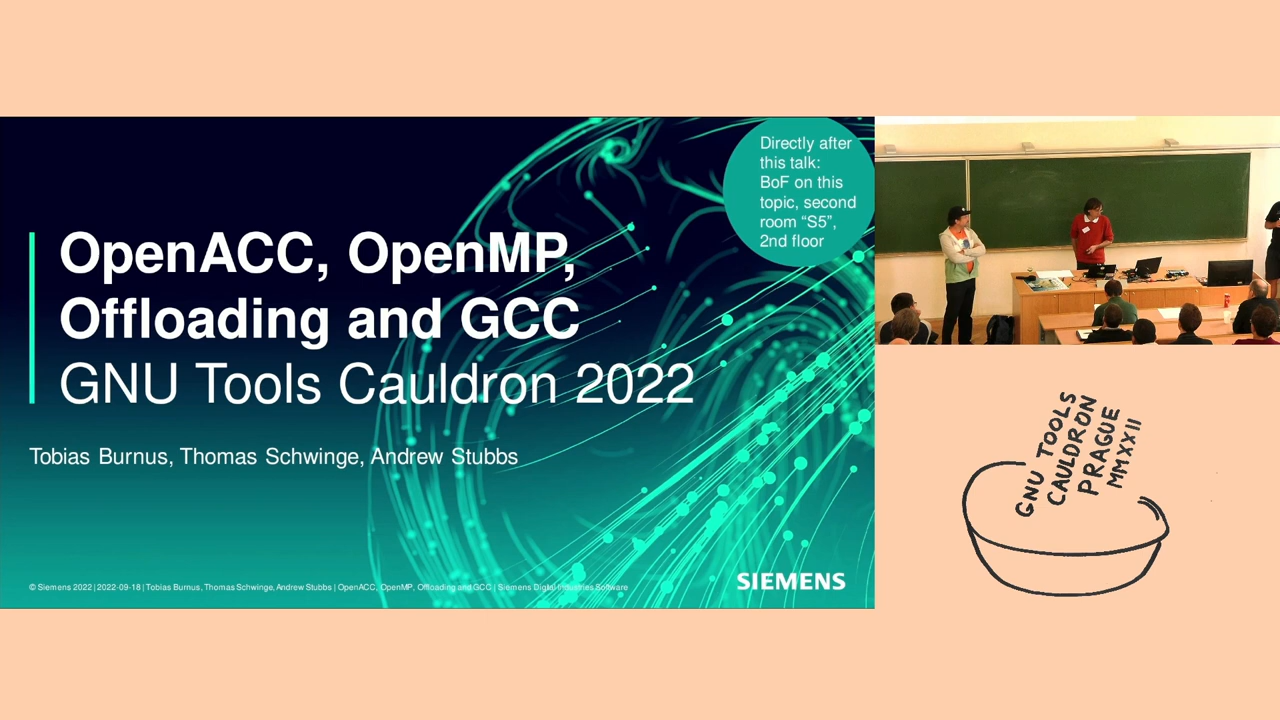 Directly after
this talk:
BoF on this
topic, second
room “S5”,
2nd floor
OpenACC, OpenMP,
Offloading and GCC
GNU Tools Cauldron 2022
Tobias Burnus, Thomas Schwinge, Andrew Stubbs
© Siemens 2022 | 2022-09-18 | Tobias Burnus, Thomas Schwinge, Andrew Stubbs | OpenACC, OpenMP, Offloading and GCC | Siemens Digital Industries Software
SIEMENS
GNU TOOLS
CAULDRON
PRAGUE
MMXXII